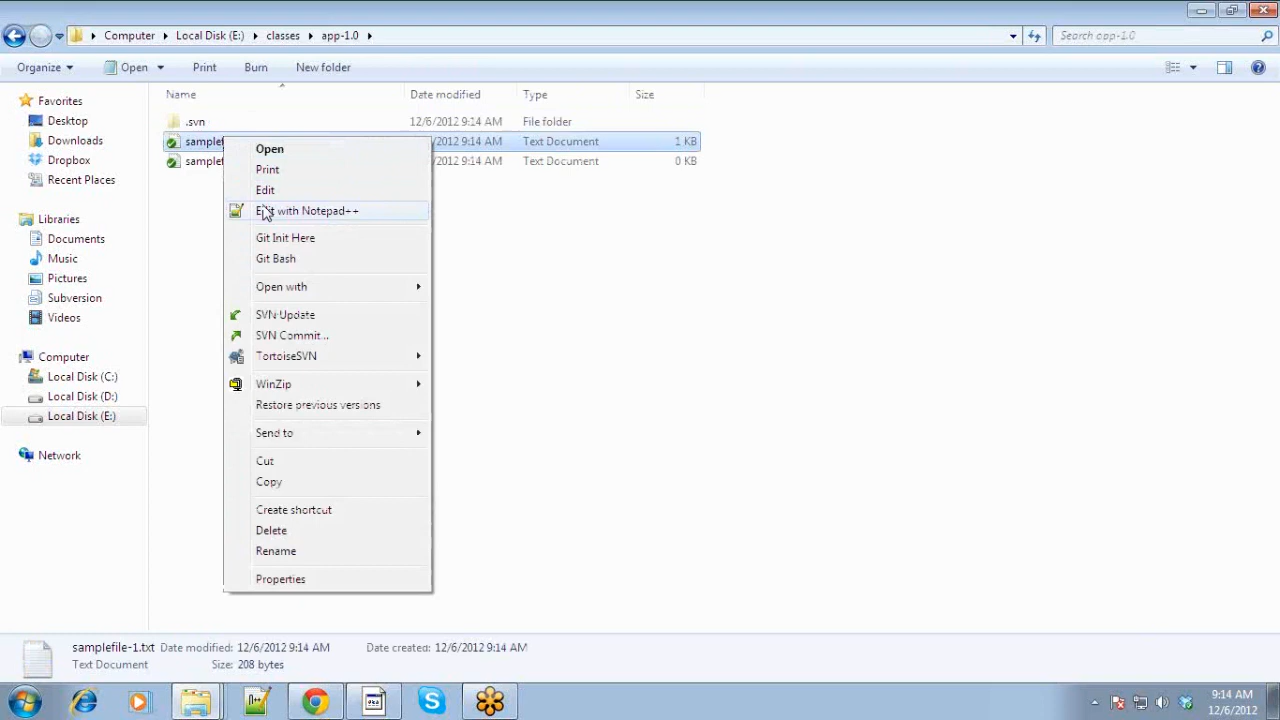 Computer Local Disk (E:) classes app-1.0 Search app-1.0
Organize Open Print Burn New folder
Name Date modified Type Size
Favorites
Desktop
Downloads
Dropbox
Recent Places
Libraries
Documents
Music
Pictures
Subversion
Videos
Computer
Local Disk (C:)
Local Disk (D:)
Local Disk (E:)
Network
.svn 12/6/2012 9:14 AM File folder
samplef /2012 9:14 AM Text Document 1 KB
samplef /2012 9:14 AM Text Document 0 KB
Open
Print
Edit
Edit with Notepad++
Git Init Here
Git Bash
Open with
SVN Update
SVN Commit...
TortoiseSVN
WinZip
Restore previous versions
Send to
Cut
Copy
Create shortcut
Delete
Rename
Properties
samplefile-1.txt Date modified: 12/6/2012 9:14 AM Date created: 12/6/2012 9:14 AM
Text Document Size: 208 bytes
9:14 AM
12/6/2012